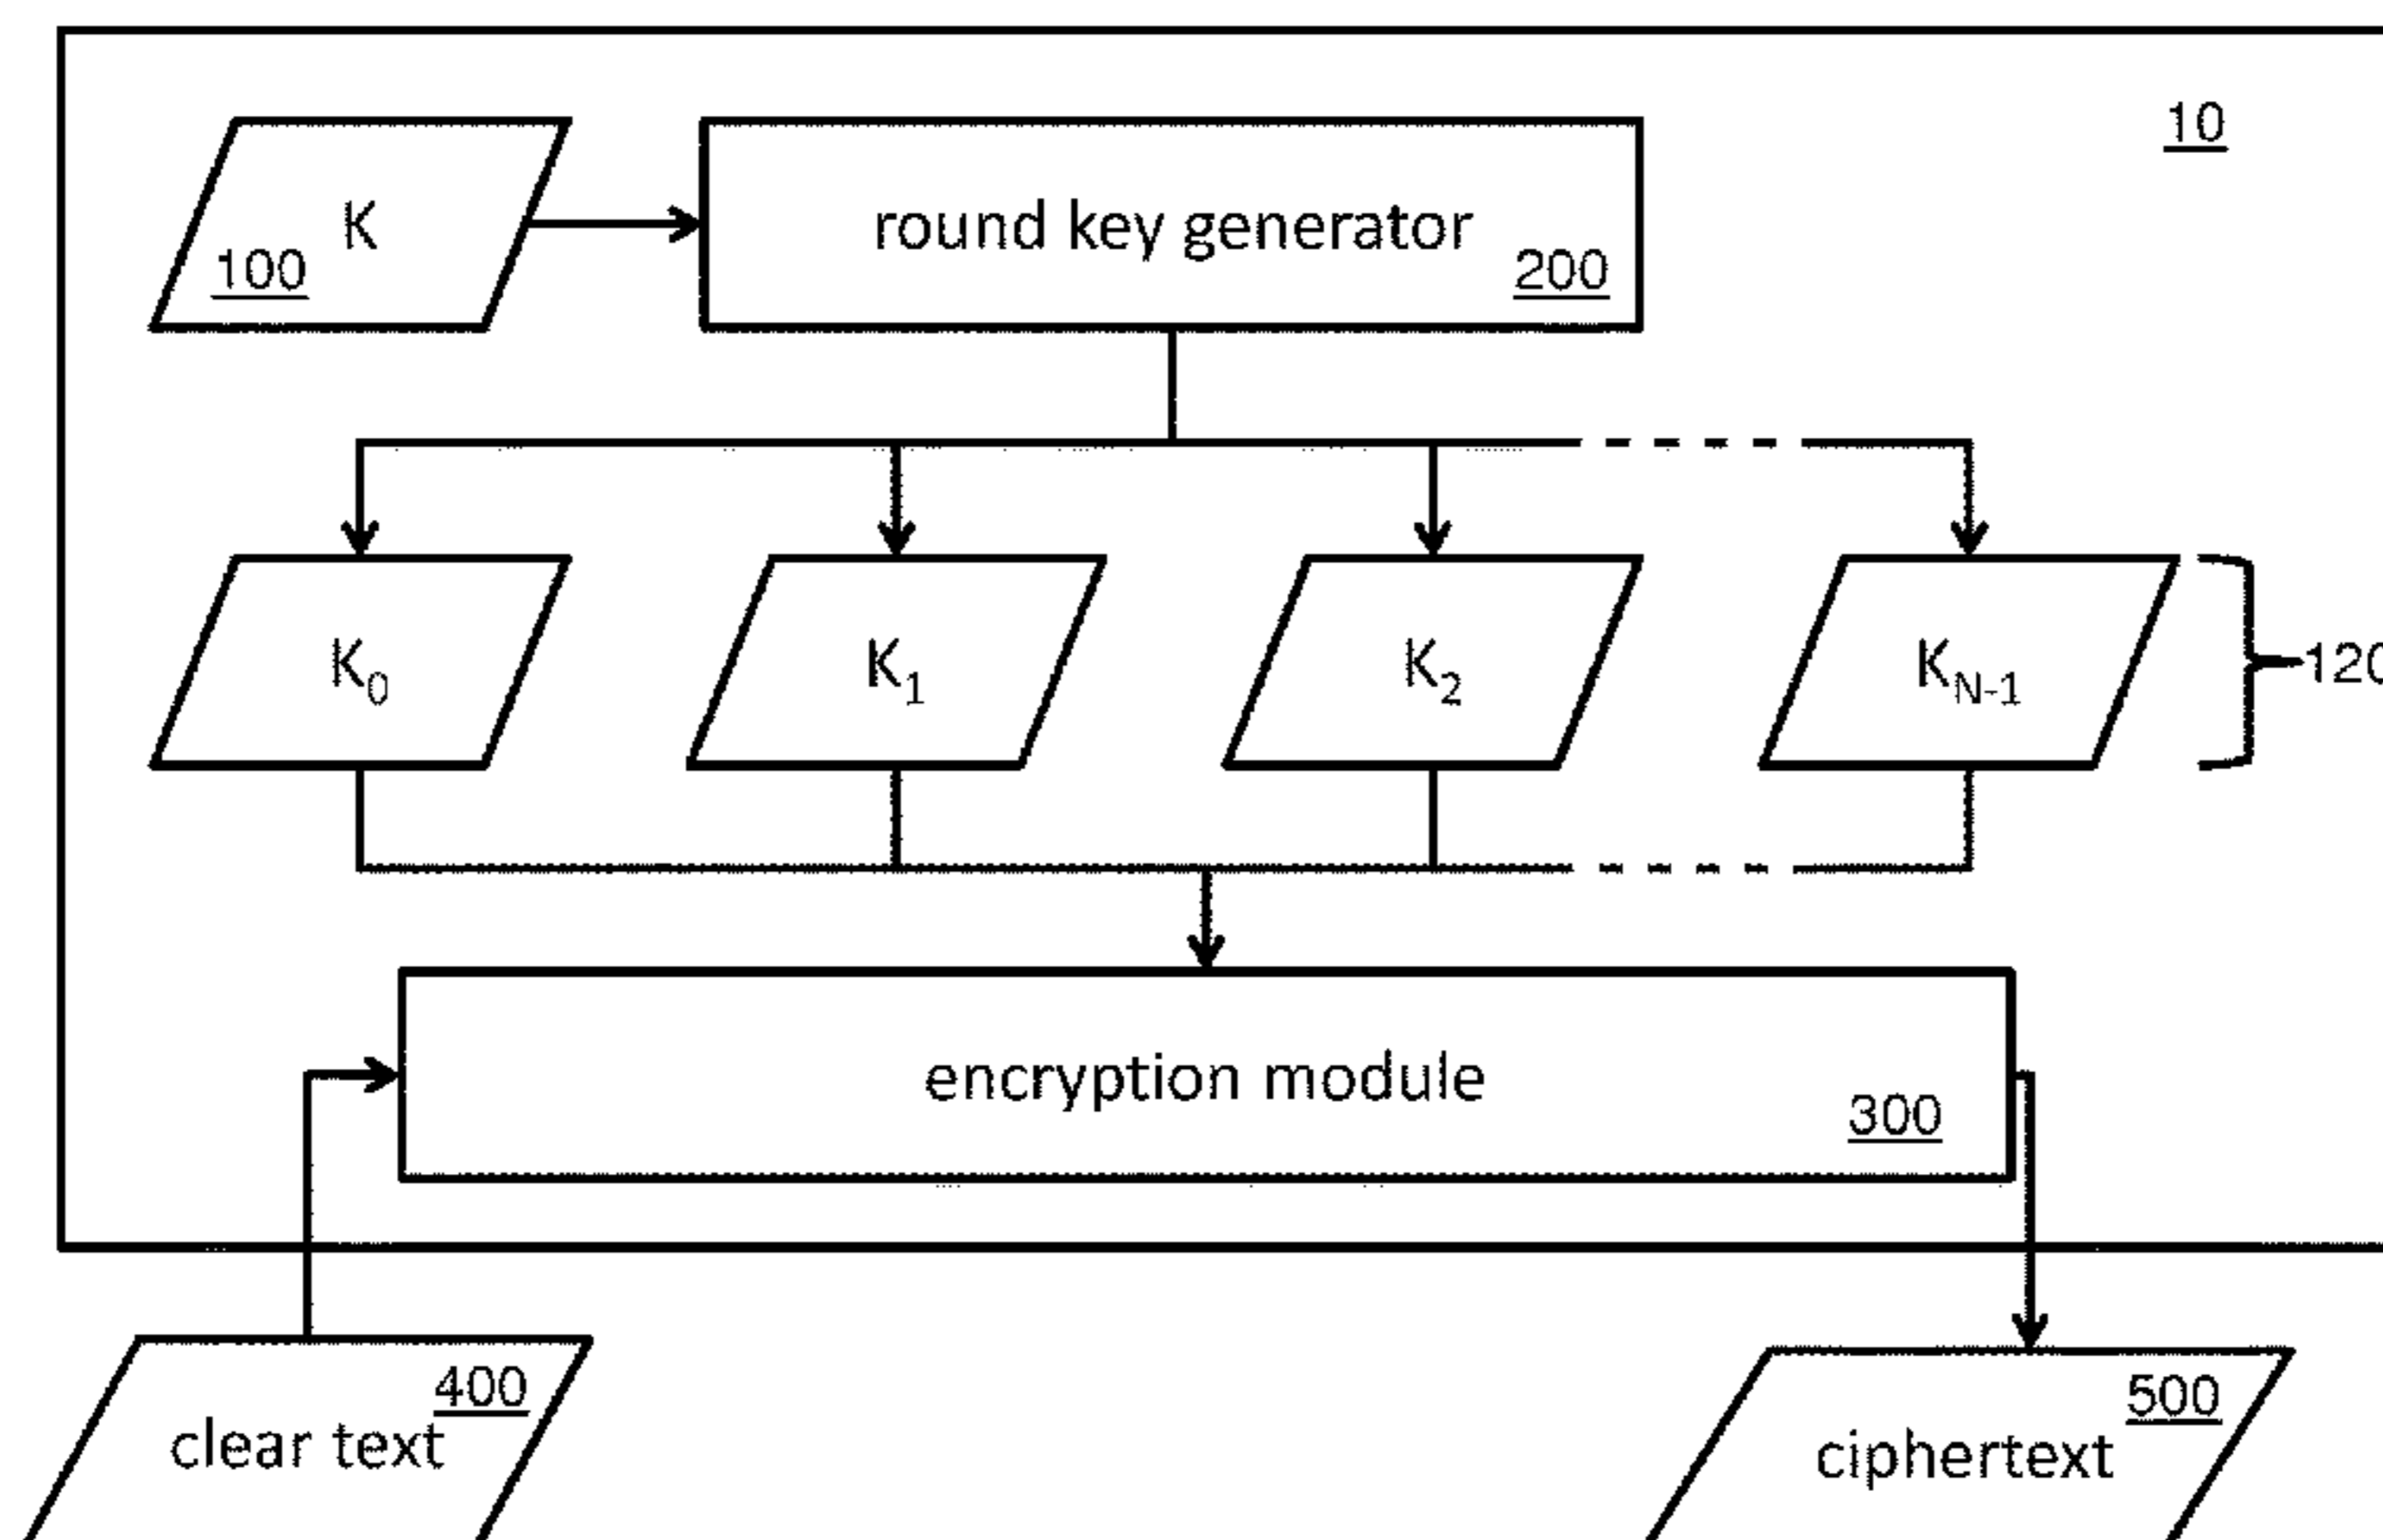 10
K
100
round key generator
200
K0
K1
K2
KN-1
120
encryption module
300
400
clear text
500
ciphertext